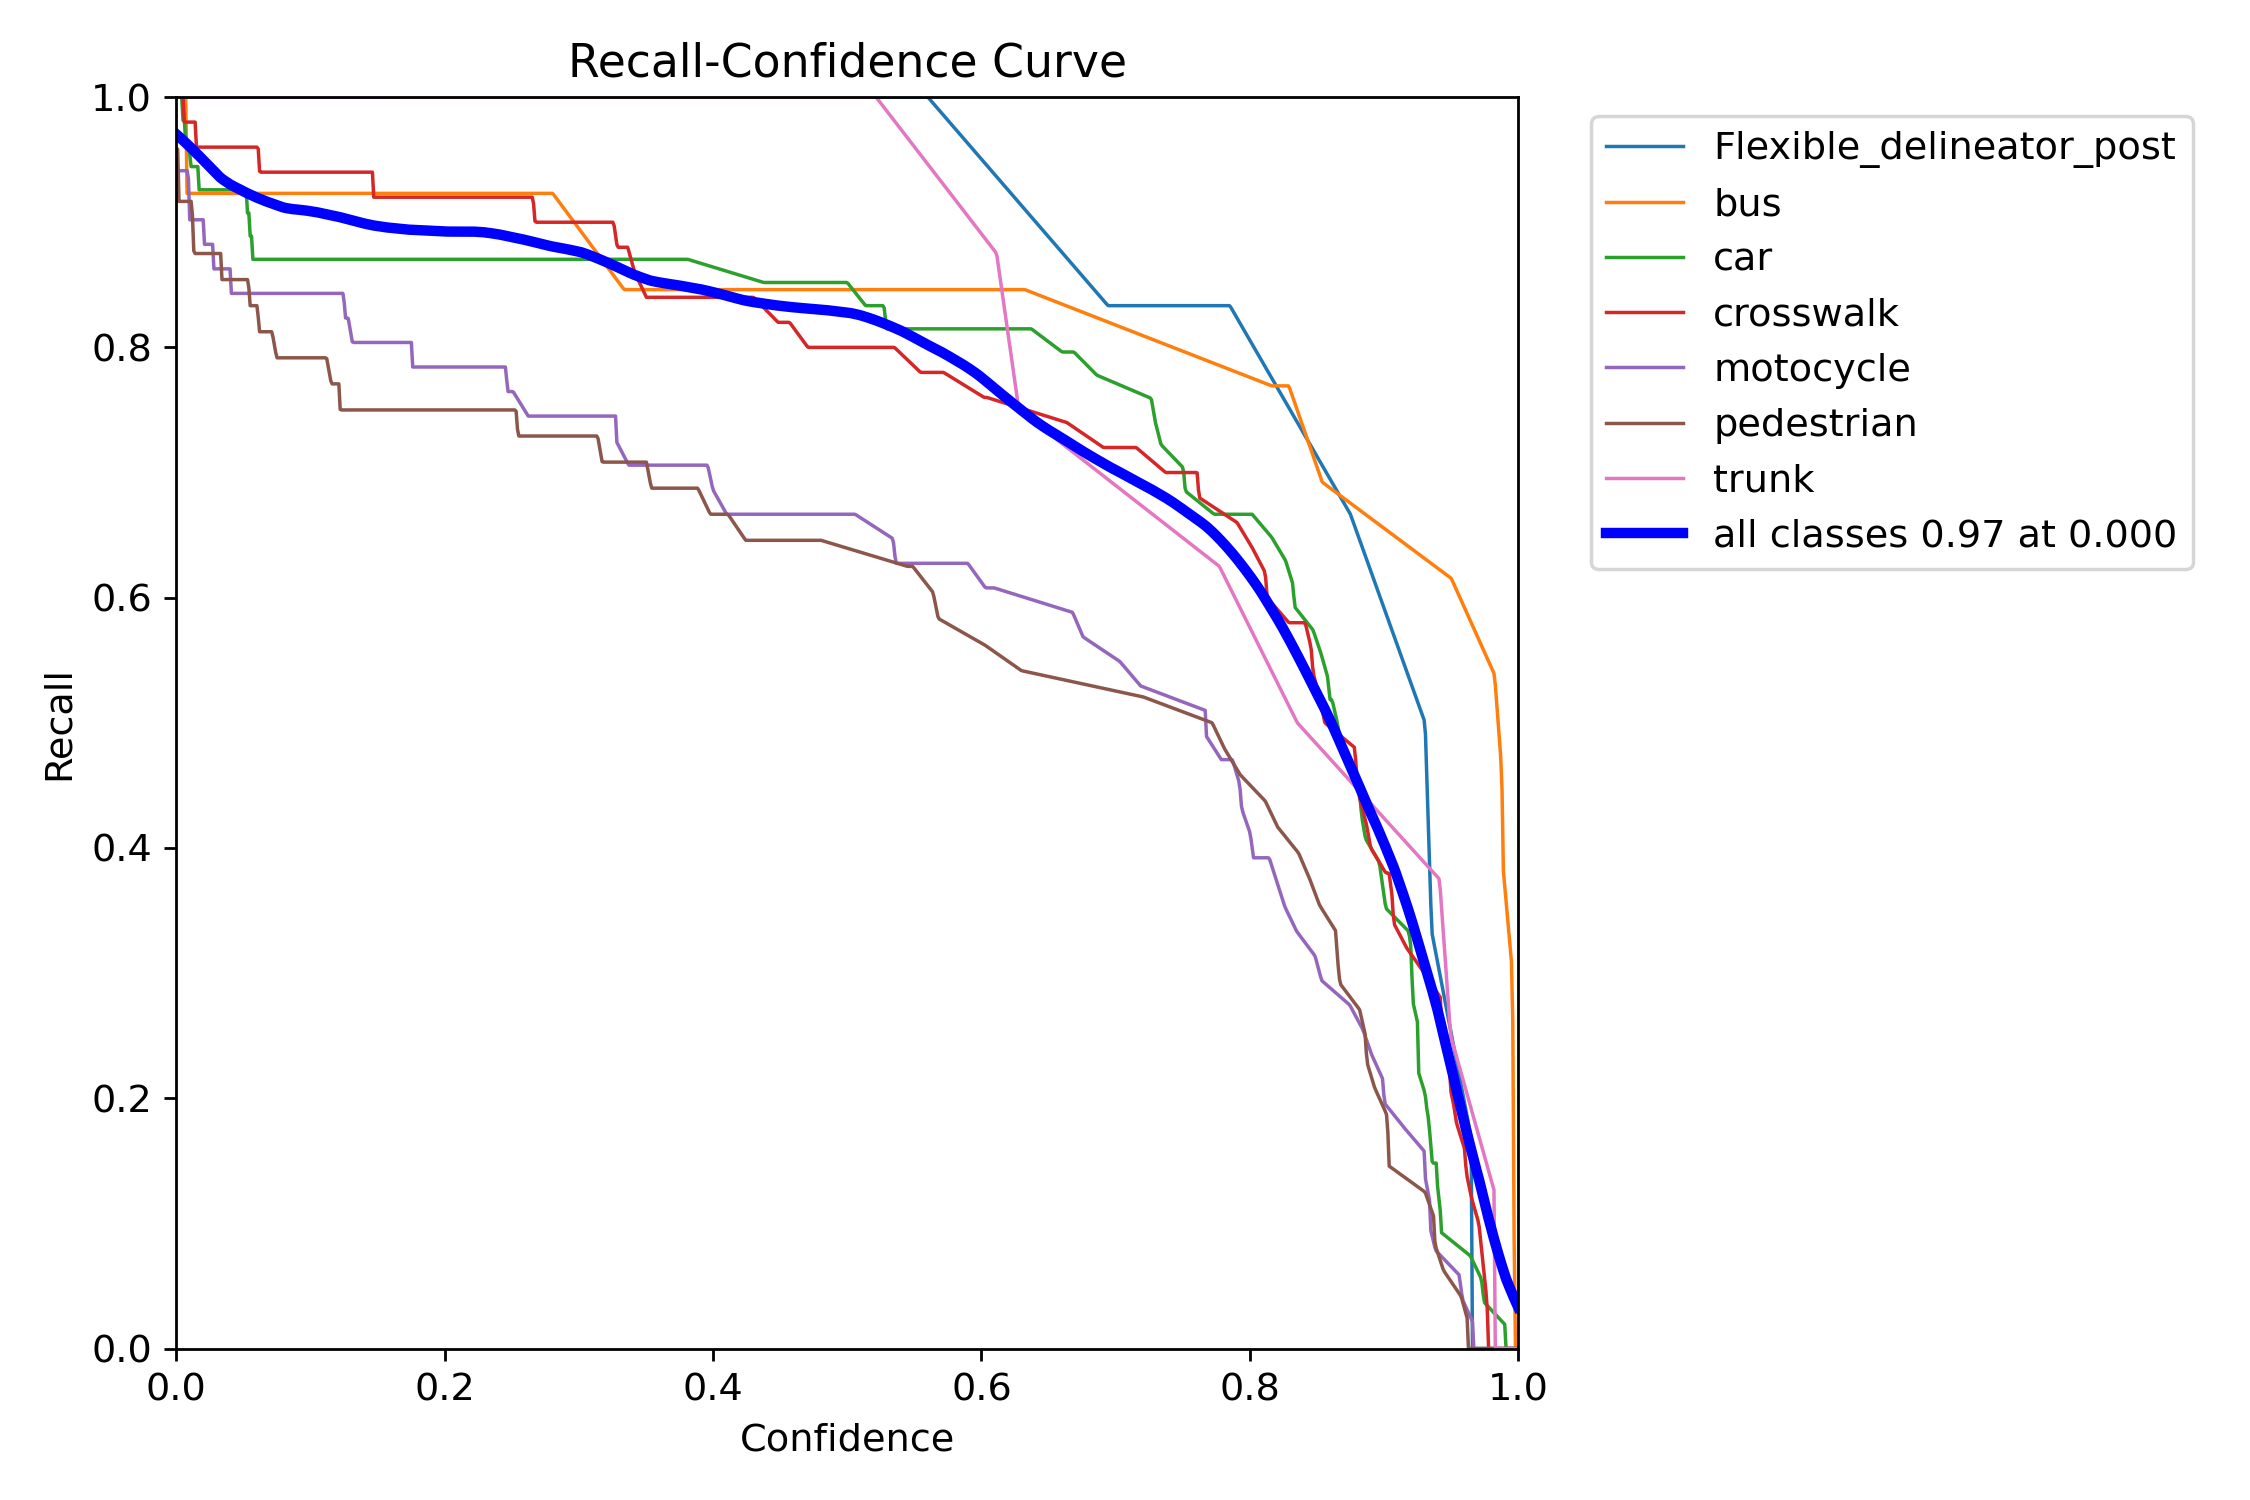 Recall-Confidence Curve
1.0
0.8
0.6
0.4
0.2
0.0
Recall
0.0 0.2 0.4 0.6 0.8 1.0
Confidence
Flexible_delineator_post
bus
car
crosswalk
motocycle
pedestrian
trunk
all classes 0.97 at 0.000